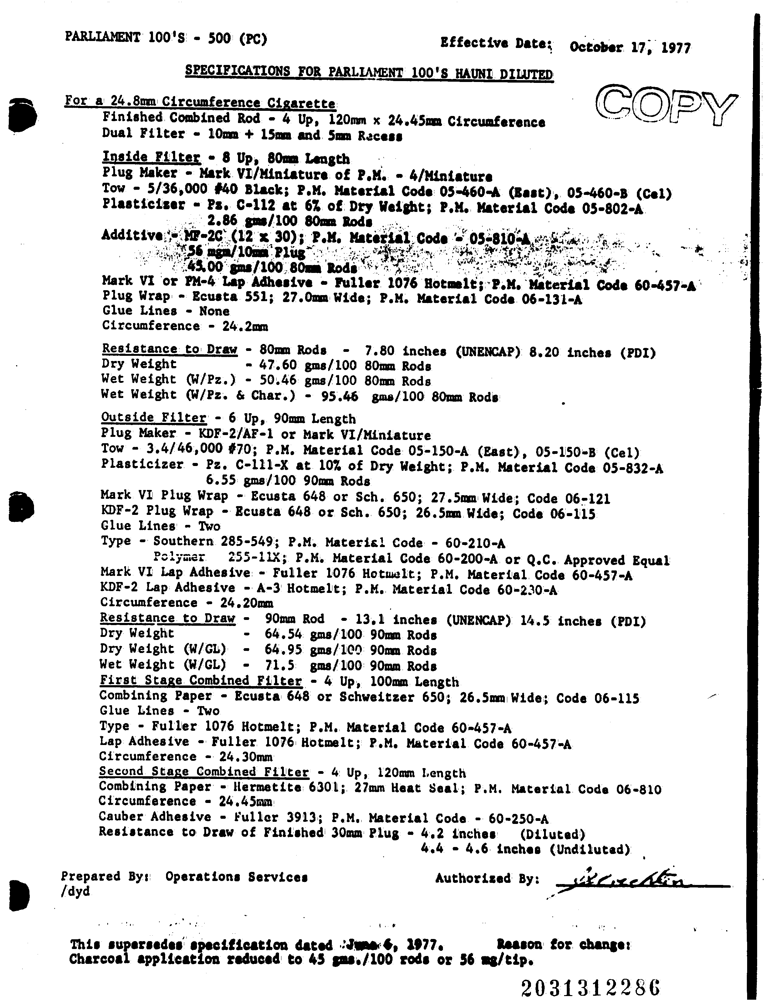 PARLIAMENT 100'S - 500 (PC)
Effective Date: October 17, 1977
SPECIFICATIONS FOR PARLIAMENT 100'S HAUNI DILUTED
COPY
For a 24.8mm Circumference Cigarette
Finished Combined Rod - 4 Up, 120mm x 24.45mm Circumference
Dual Filter - 10mm + 15mm and 5mm Recess
Inside Filter - 8 Up, 80mm Length
Plug Maker - Mark VI/Miniature of P.M. - 4/Miniature
Tow - 5/36,000 #40 Black; P.M. Material Code 05-460-A (East), 05-460-B (Cel)
Plasticizer - Pz. C-112 at 6% of Dry Weight; P.M. Material Code 05-802-A
2.86 gms/100 80mm Rods
Additive - MF-2C (12 x 30); P.M. Material Code - 05-810-A
56 mgm/10mm Plug
45.00 gms/100 80mm Rods
Mark VI or PM-4 Lap Adhesive - Fuller 1076 Hotmelt; P.M. Material Code 60-457-A
Plug Wrap - Ecusta 551; 27.0mm Wide; P.M. Material Code 06-131-A
Glue Lines - None
Circumference - 24.2mm
Resistance to Draw - 80mm Rods - 7.80 inches (UNENCAP) 8.20 inches (PDI)
Dry Weight - 47.60 gms/100 80mm Rods
Wet Weight (W/Pz.) - 50.46 gms/100 80mm Rods
Wet Weight (W/Pz. & Char.) - 95.46 gms/100 80mm Rods
Outside Filter - 6 Up, 90mm Length
Plug Maker - KDF-2/AF-1 or Mark VI/Miniature
Tow - 3.4/46,000 #70; P.M. Material Code 05-150-A (East), 05-150-B (Cel)
Plasticizer - Pz. C-111-X at 10% of Dry Weight; P.M. Material Code 05-832-A
6.55 gms/100 90mm Rods
Mark VI Plug Wrap - Ecusta 648 or Sch. 650; 27.5mm Wide; Code 06-121
KDF-2 Plug Wrap - Ecusta 648 or Sch. 650; 26.5mm Wide; Code 06-115
Glue Lines - Two
Type - Southern 285-549; P.M. Material Code - 60-210-A
Polymer 255-11X; P.M. Material Code 60-200-A or Q.C. Approved Equal
Mark VI Lap Adhesive - Fuller 1076 Hotmelt; P.M. Material Code 60-457-A
KDF-2 Lap Adhesive - A-3 Hotmelt; P.M. Material Code 60-230-A
Circumference - 24.20mm
Resistance to Draw - 90mm Rod - 13.1 inches (UNENCAP) 14.5 inches (PDI)
Dry Weight - 64.54 gms/100 90mm Rods
Dry Weight (W/GL) - 64.95 gms/100 90mm Rods
Wet Weight (W/GL) - 71.5 gms/100 90mm Rods
First Stage Combined Filter - 4 Up, 100mm Length
Combining Paper - Ecusta 648 or Schweitzer 650; 26.5mm Wide; Code 06-115
Glue Lines - Two
Type - Fuller 1076 Hotmelt; P.M. Material Code 60-457-A
Lap Adhesive - Fuller 1076 Hotmelt; P.M. Material Code 60-457-A
Circumference - 24.30mm
Second Stage Combined Filter - 4 Up, 120mm Length
Combining Paper - Hermetite 6301; 27mm Heat Seal; P.M. Material Code 06-810
Circumference - 24.45mm
Cauber Adhesive - Fuller 3913; P.M. Material Code - 60-250-A
Resistance to Draw of Finished 30mm Plug - 4.2 inches (Diluted)
4.4 - 4.6 inches (Undiluted)
Prepared By: Operations Services Authorized By:
/dyd
This supersedes specification dated June 6, 1977. Reason for change:
Charcoal application reduced to 45 gms./100 rods or 56 mg/tip.
2031312286